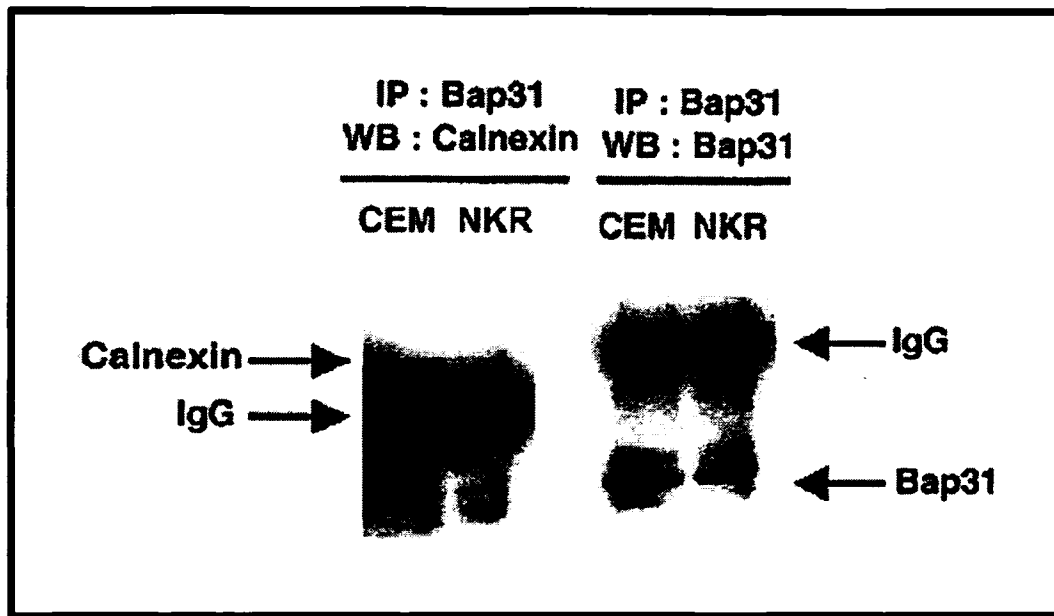 IP : Bap31
WB : Calnexin
CEM NKR
IP : Bap31
WB : Bap31
CEM NKR
Calnexin
IgG
IgG
Bap31